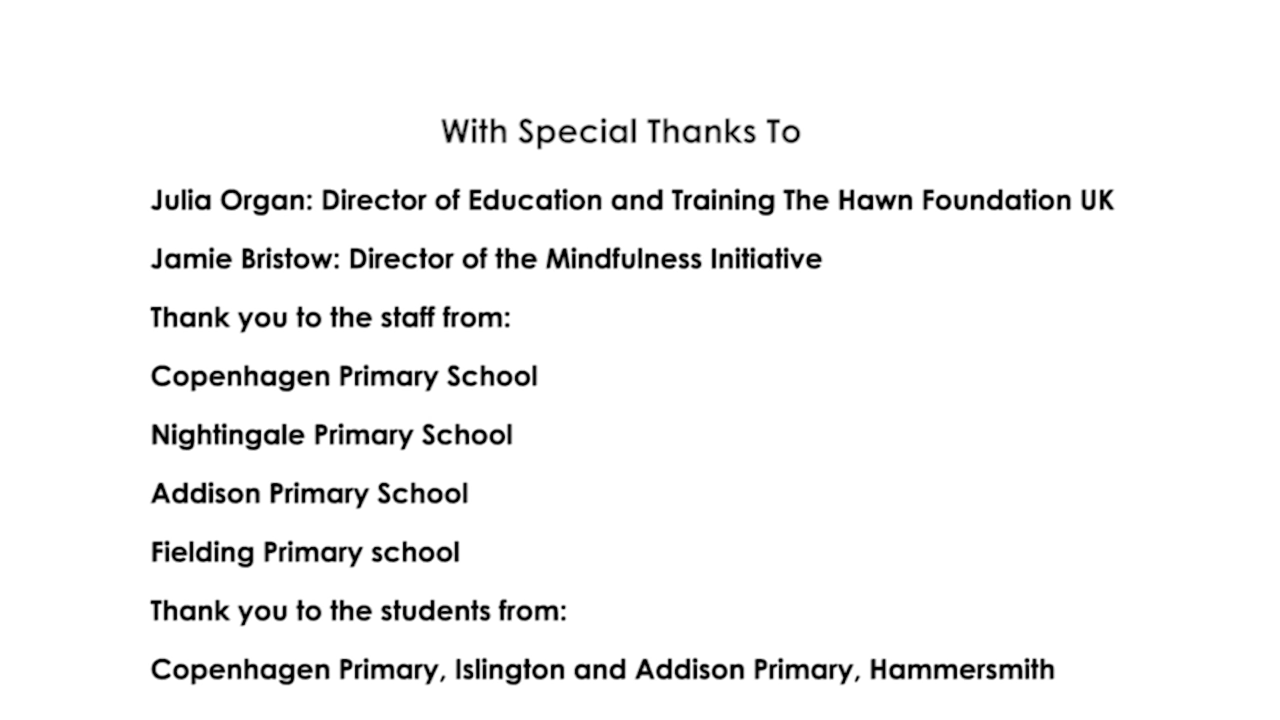 With Special Thanks To
Julia Organ: Director of Education and Training The Hawn Foundation UK
Jamie Bristow: Director of the Mindfulness Initiative
Thank you to the staff from:
Copenhagen Primary School
Nightingale Primary School
Addison Primary School
Fielding Primary school
Thank you to the students from:
Copenhagen Primary, Islington and Addison Primary, Hammersmith